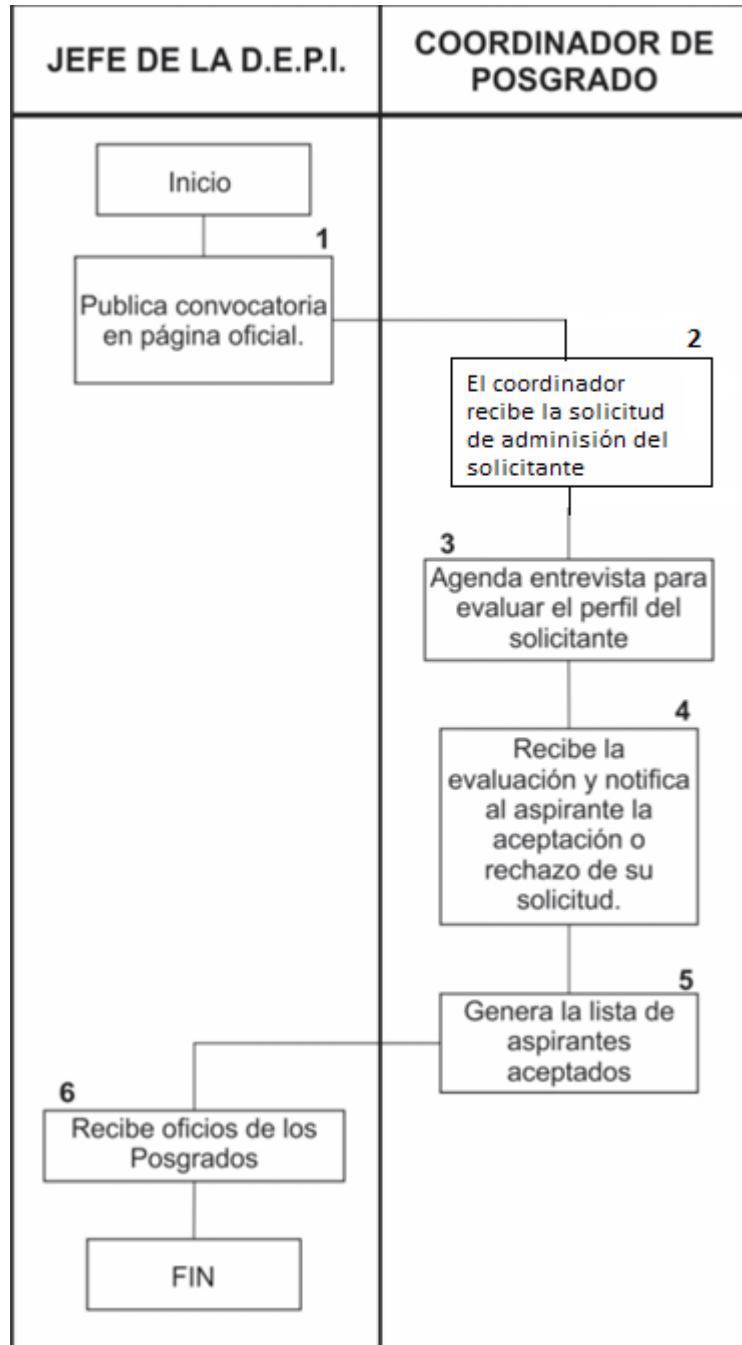 JEFE DE LA D.E.P.I.
COORDINADOR DE
POSGRADO
Inicio
1
Publica convocatoria
en página oficial.
2
El coordinador
recibe la solicitud
de adminisión del
solicitante
3
Agenda entrevista para
evaluar el perfil del
solicitante
4
Recibe la
evaluación y notifica
al aspirante la
aceptación o
rechazo de su
solicitud.
5
Genera la lista de
aspirantes
aceptados
6
Recibe oficios de los
Posgrados
FIN